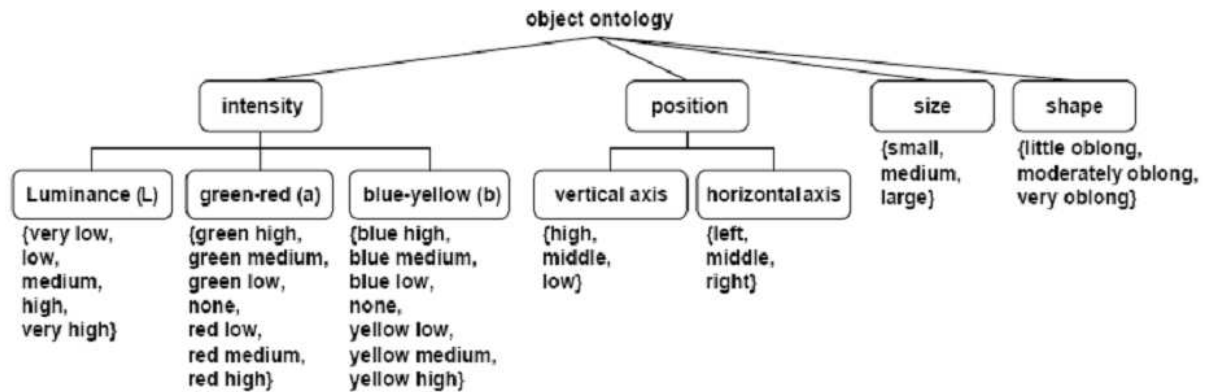 object ontology
intensity
position
size
shape
{small,
medium,
large}
{little oblong,
moderately oblong,
very oblong}
Luminance (L)
green-red (a)
blue-yellow (b)
vertical axis
horizontal axis
{very low,
low,
medium,
high,
very high}
{green high,
green medium,
green low,
none,
red low,
red medium,
red high}
{blue high,
blue medium,
blue low,
none,
yellow low,
yellow medium,
yellow high}
{high,
middle,
low}
{left,
middle,
right}